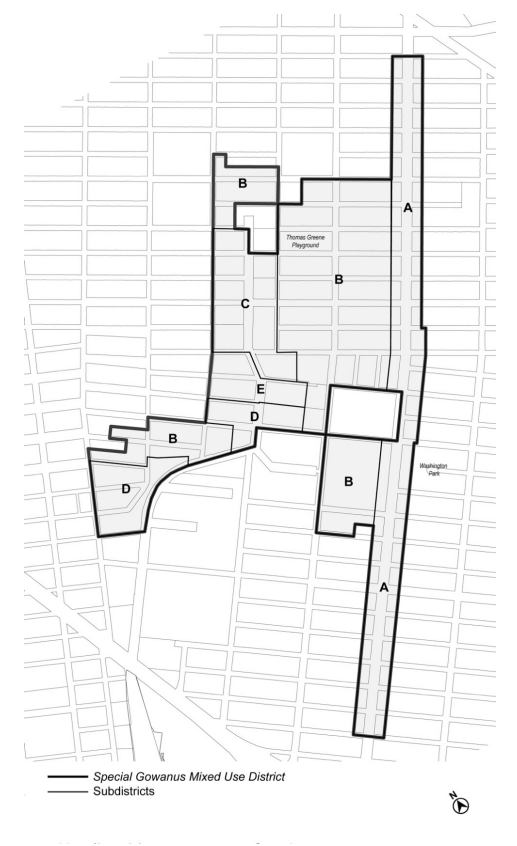 B
A
Thomas Greene
Playground
B
C
E
D
B
Washington
Park
D
B
A
Special Gowanus Mixed Use District
Subdistricts
N